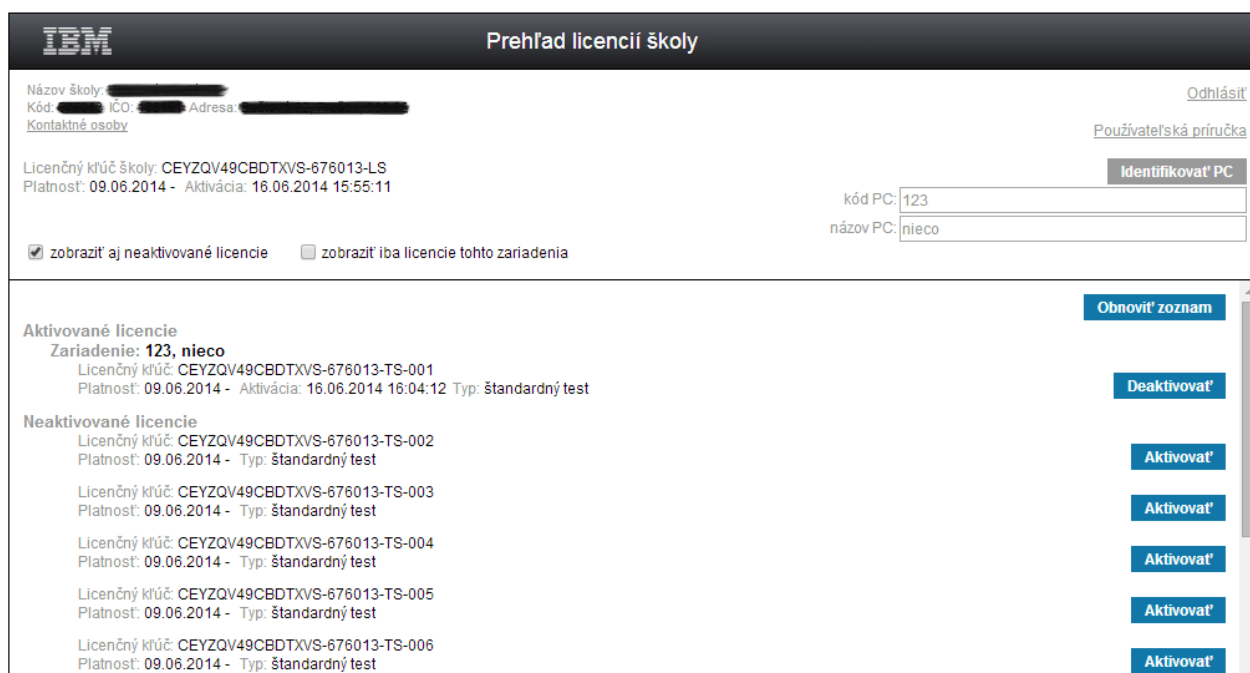 IBM
Prehľad licencií školy
Názov školy:
Kód: IČO: Adresa:
Kontaktné osoby
Odhlásiť
Používateľská príručka
Licenčný kľúč školy: CEYZQV49CBDTXVS-676013-LS
Platnosť: 09.06.2014 - Aktivácia: 16.06.2014 15:55:11
Identifikovať PC
kód PC: 123
názov PC: nieco
zobraziť aj neaktivované licencie zobraziť iba licencie tohto zariadenia
Obnoviť zoznam
Aktivované licencie
Zariadenie: 123, nieco
Licenčný kľúč: CEYZQV49CBDTXVS-676013-TS-001
Platnosť: 09.06.2014 - Aktivácia: 16.06.2014 16:04:12 Typ: štandardný test
Deaktivovať
Neaktivované licencie
Licenčný kľúč: CEYZQV49CBDTXVS-676013-TS-002
Platnosť: 09.06.2014 - Typ: štandardný test
Aktivovať
Licenčný kľúč: CEYZQV49CBDTXVS-676013-TS-003
Platnosť: 09.06.2014 - Typ: štandardný test
Aktivovať
Licenčný kľúč: CEYZQV49CBDTXVS-676013-TS-004
Platnosť: 09.06.2014 - Typ: štandardný test
Aktivovať
Licenčný kľúč: CEYZQV49CBDTXVS-676013-TS-005
Platnosť: 09.06.2014 - Typ: štandardný test
Aktivovať
Licenčný kľúč: CEYZQV49CBDTXVS-676013-TS-006
Platnosť: 09.06.2014 - Typ: štandardný test
Aktivovať